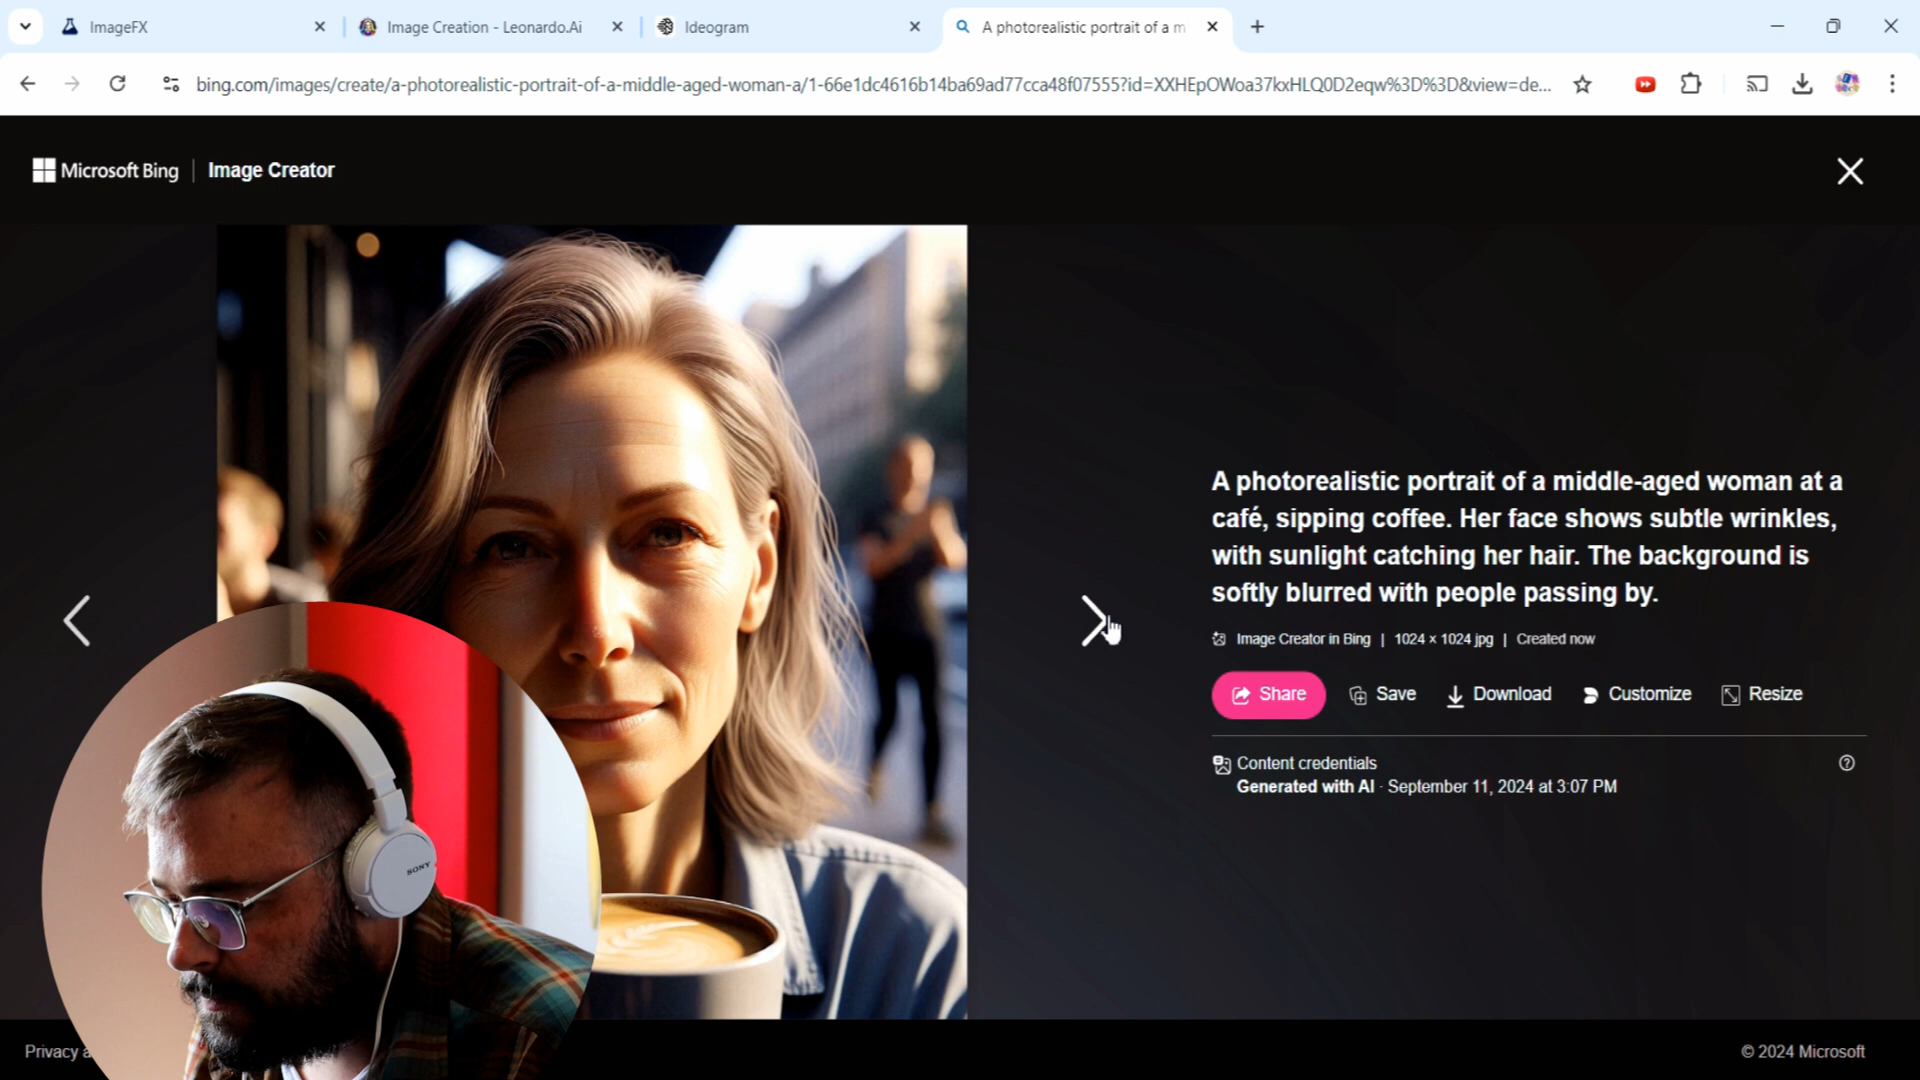 ImageFX
Image Creation - Leonardo.Ai
Ideogram
A photorealistic portrait of a m
bing.com/images/create/a-photorealistic-portrait-of-a-middle-aged-woman-a/1-66e1dc4616b14ba69ad77cca48f07555?id=XXHEpOWoa37kxHLQ0D2eqw%3D%3D&view=de...
Microsoft Bing | Image Creator
A photorealistic portrait of a middle-aged woman at a
café, sipping coffee. Her face shows subtle wrinkles,
with sunlight catching her hair. The background is
softly blurred with people passing by.
Image Creator in Bing | 1024 × 1024 jpg | Created now
Share Save Download Customize Resize
Content credentials
Generated with AI · September 11, 2024 at 3:07 PM
SONY
Privacy a
© 2024 Microsoft